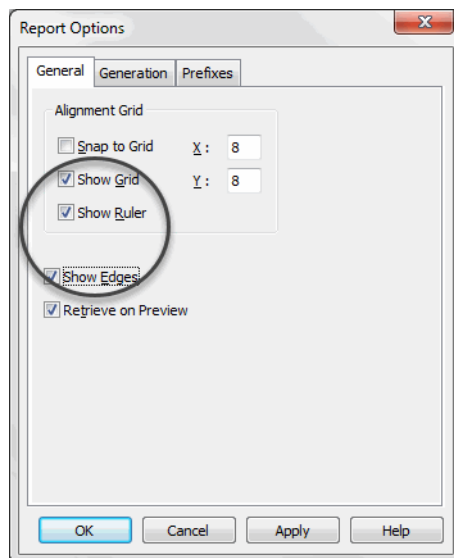 Report Options
General Generation Prefixes
Alignment Grid
Snap to Grid X : 8
Show Grid Y : 8
Show Ruler
Show Edges
Retrieve on Preview
OK Cancel Apply Help